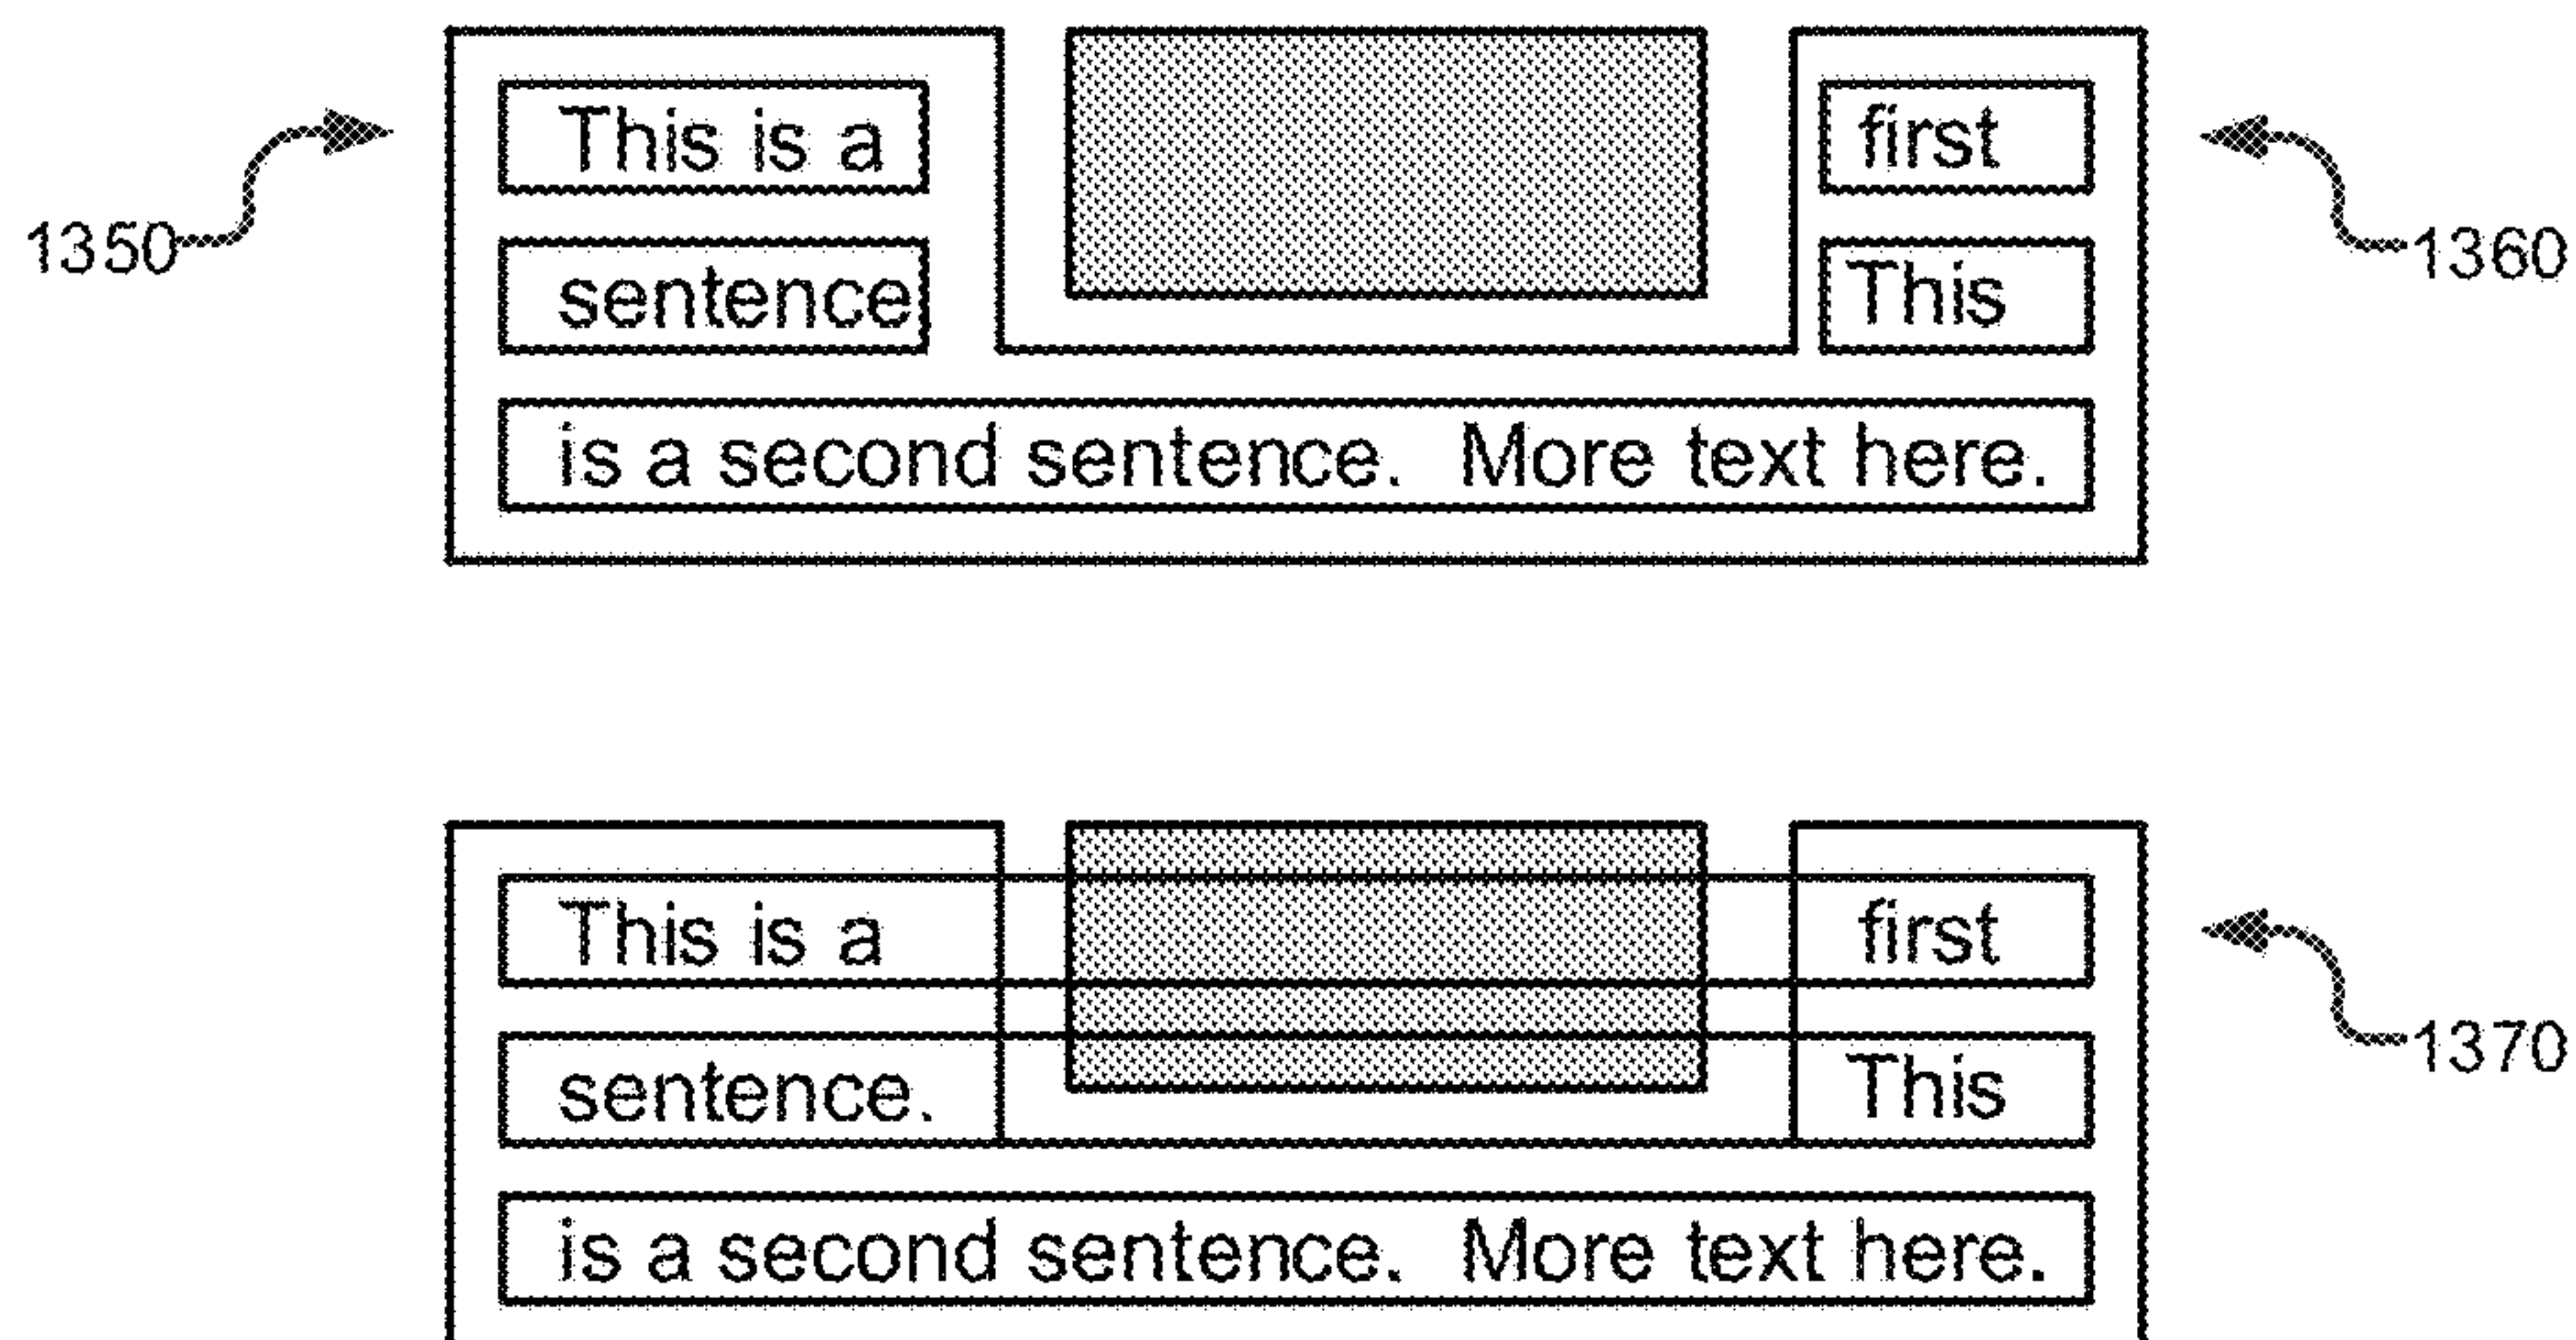 This is a first
1350 1360
sentence This
is a second sentence. More text here.
This is a first
1370
sentence. This
is a second sentence. More text here.